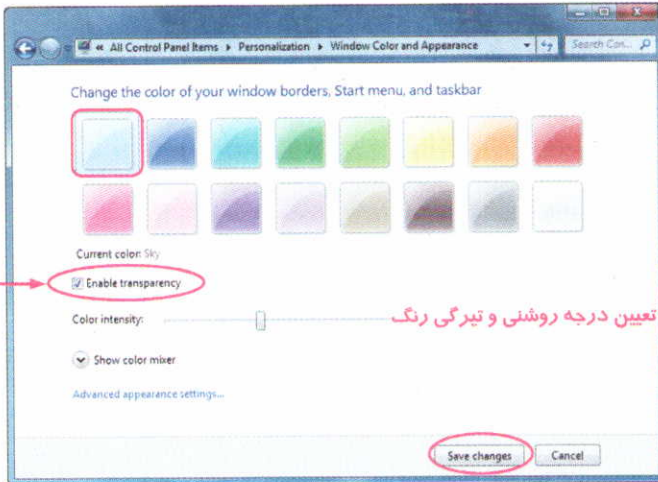 « All Control Panel Items ▸ Personalization ▸ Window Color and Appearance
Search Con...
Change the color of your window borders, Start menu, and taskbar
Current color: Sky
Enable transparency
Color intensity:
تعیین درجه روشنی و تیرگی رنگ
Show color mixer
Advanced appearance settings...
Save changes
Cancel